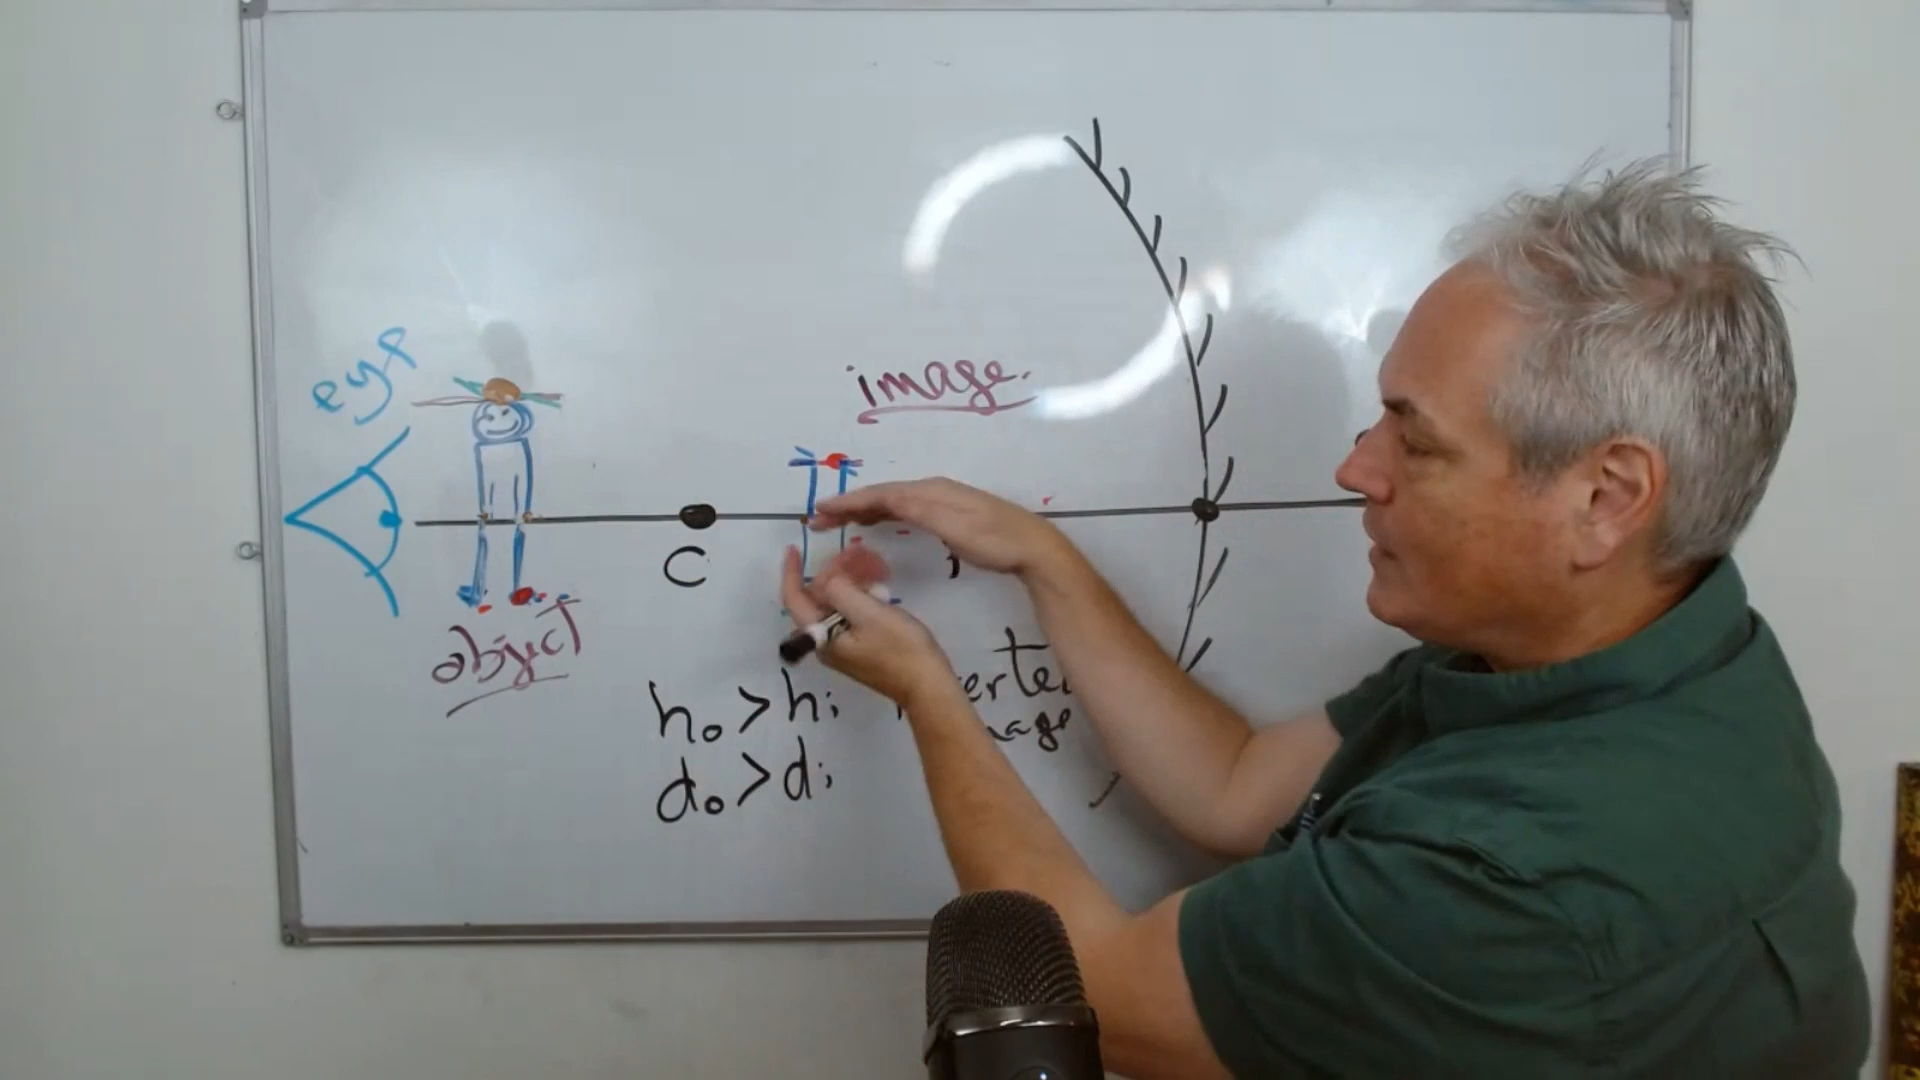 eye
image.
C
object
h₀ > hᵢ
d₀ > dᵢ